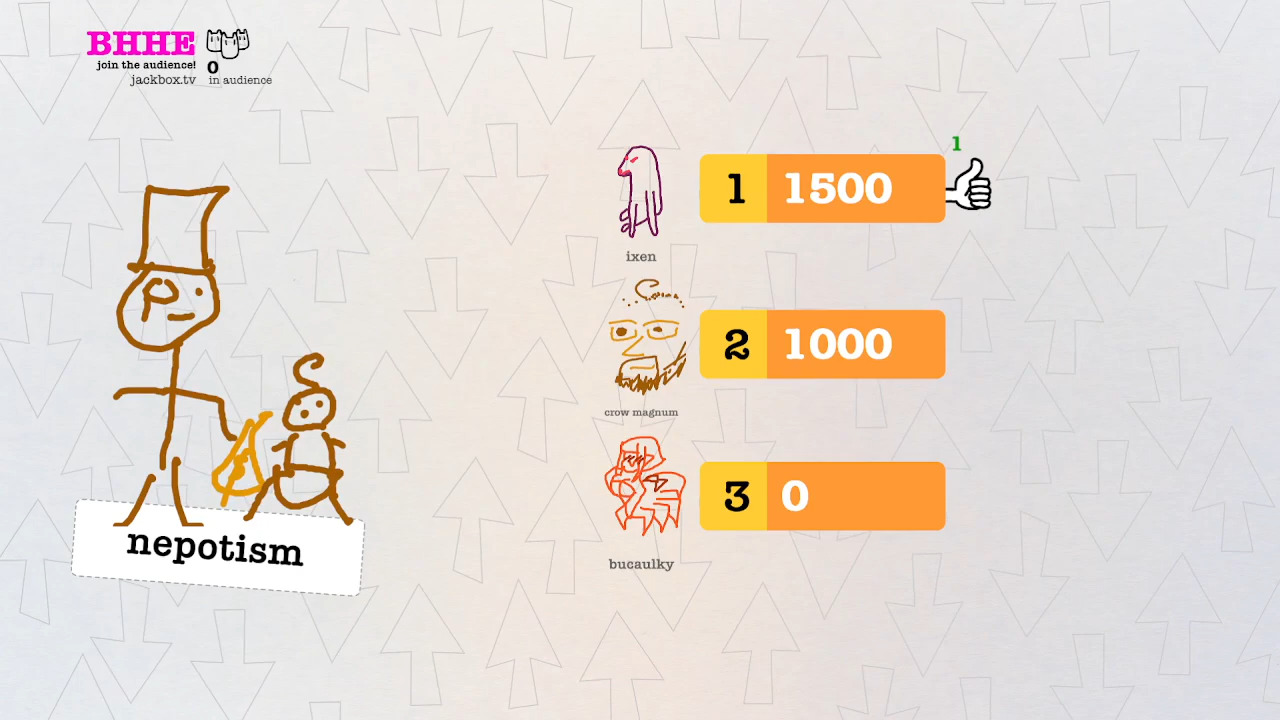 BHHE
join the audience!
jackbox.tv
0
in audience
nepotism
1
1 1500
ixen
2 1000
crow magnum
3 0
bucaulky